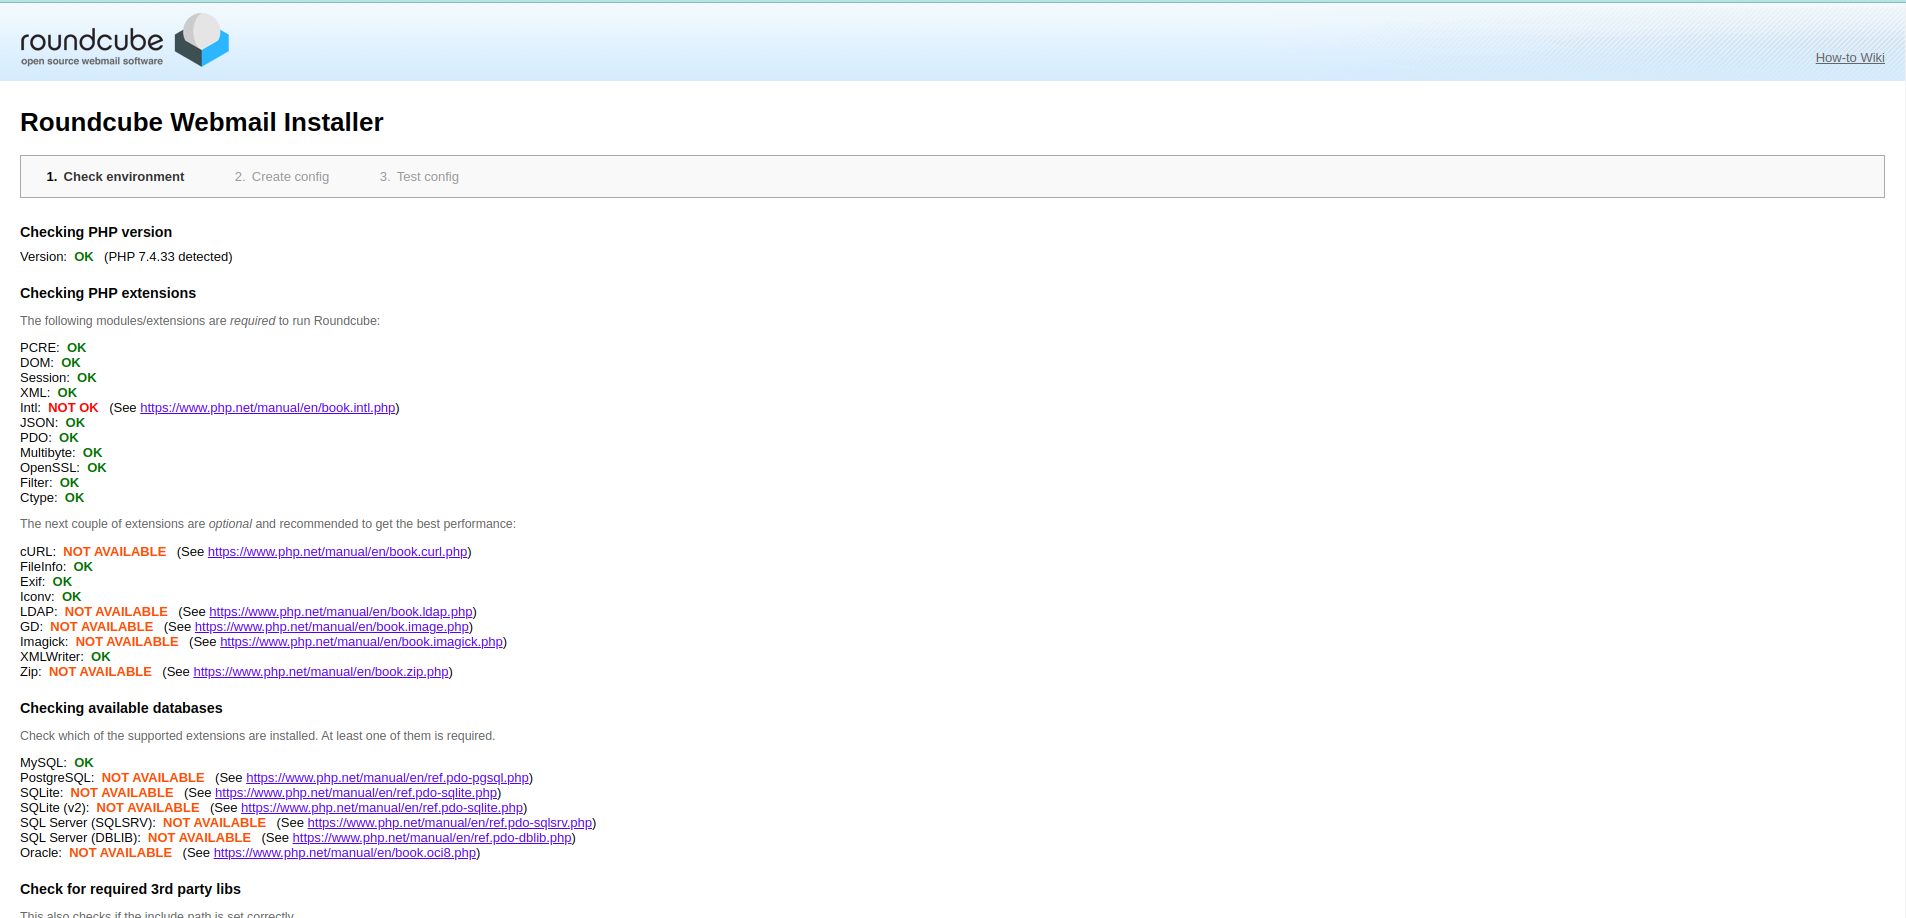 roundcube
open source webmail software
How-to Wiki
Roundcube Webmail Installer
1. Check environment 2. Create config 3. Test config
Checking PHP version
Version: OK (PHP 7.4.33 detected)
Checking PHP extensions
The following modules/extensions are required to run Roundcube:
PCRE: OK
DOM: OK
Session: OK
XML: OK
Intl: NOT OK (See https://www.php.net/manual/en/book.intl.php)
JSON: OK
PDO: OK
Multibyte: OK
OpenSSL: OK
Filter: OK
Ctype: OK
The next couple of extensions are optional and recommended to get the best performance:
cURL: NOT AVAILABLE (See https://www.php.net/manual/en/book.curl.php)
FileInfo: OK
Exif: OK
Iconv: OK
LDAP: NOT AVAILABLE (See https://www.php.net/manual/en/book.ldap.php)
GD: NOT AVAILABLE (See https://www.php.net/manual/en/book.image.php)
Imagick: NOT AVAILABLE (See https://www.php.net/manual/en/book.imagick.php)
XMLWriter: OK
Zip: NOT AVAILABLE (See https://www.php.net/manual/en/book.zip.php)
Checking available databases
Check which of the supported extensions are installed. At least one of them is required.
MySQL: OK
PostgreSQL: NOT AVAILABLE (See https://www.php.net/manual/en/ref.pdo-pgsql.php)
SQLite: NOT AVAILABLE (See https://www.php.net/manual/en/ref.pdo-sqlite.php)
SQLite (v2): NOT AVAILABLE (See https://www.php.net/manual/en/ref.pdo-sqlite.php)
SQL Server (SQLSRV): NOT AVAILABLE (See https://www.php.net/manual/en/ref.pdo-sqlsrv.php)
SQL Server (DBLIB): NOT AVAILABLE (See https://www.php.net/manual/en/ref.pdo-dblib.php)
Oracle: NOT AVAILABLE (See https://www.php.net/manual/en/book.oci8.php)
Check for required 3rd party libs
This also checks if the include path is set correctly.